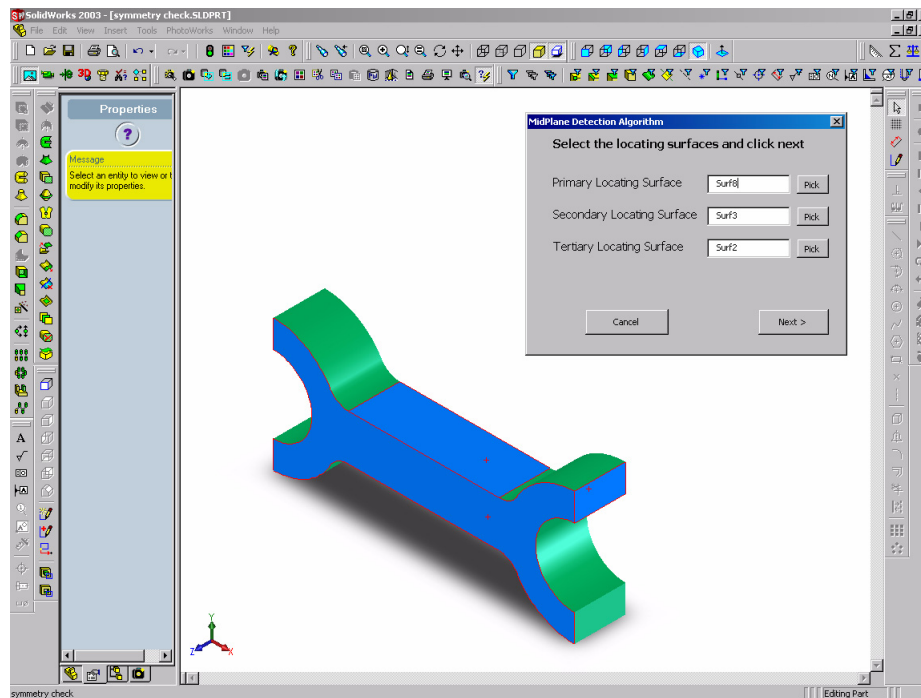 SolidWorks 2003 - [symmetry check.SLDPRT]
File Edit View Insert Tools PhotoWorks Window Help
3D
Properties
?
Message
Select an entity to view or t
modify its properties.
MidPlane Detection Algorithm
Select the locating surfaces and click next
Primary Locating Surface Surf8 Pick
Secondary Locating Surface Surf3 Pick
Tertiary Locating Surface Surf2 Pick
Cancel Next >
A
Y
Z X
symmetry check Editing Part